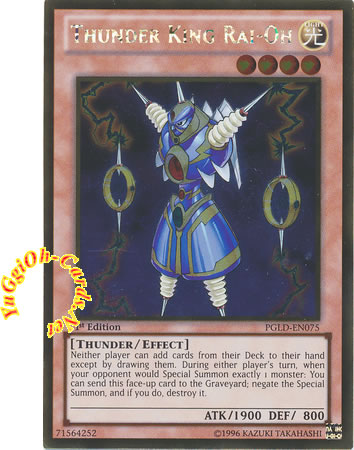 Thunder King Rai-Oh
LIGHT
光
YuGgiOh-Cards.Net
1st Edition
PGLD-EN075
[Thunder/Effect]
Neither player can add cards from their Deck to their hand
except by drawing them. During either player's turn, when
your opponent would Special Summon exactly 1 monster: You
can send this face-up card to the Graveyard; negate the Special
Summon, and if you do, destroy it.
ATK/1900 DEF/ 800
71564252
©1996 KAZUKI TAKAHASHI